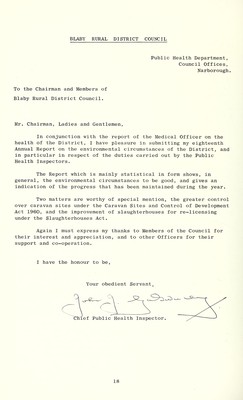 BLABY RURAL DISTRICT COUNCIL
Public Health Department,
Council Offices,
Narborough.
To the Chairman and Members of
Blaby Rural District Council.
Mr. Chairman, Ladies and Gentlemen,
In conjunction with the report of the Medical Officer on the
health of the District, I have pleasure in submitting my eighteenth
Annual Report on the environmental circumstances of the District, and
in particular in respect of the duties carried out by the Public
Health Inspectors.
The Report which is mainly statistical in form shows, in
general, the environmental circumstances to be good, and gives an
indication of the progress that has been maintained during the year.
Two matters are worthy of special mention, the greater control
over caravan sites under the Caravan Sites and Control of Development
Act 1960, and the improvement of slaughterhouses for re-licensing
under the Slaughterhouses Act.
Again I must express my thanks to Members of the Council for
their interest and appreciation, and to other Officers for their
support and co-operation.
I have the honour to be,
Your obedient Servant,
Chief Public Health Inspector.
18